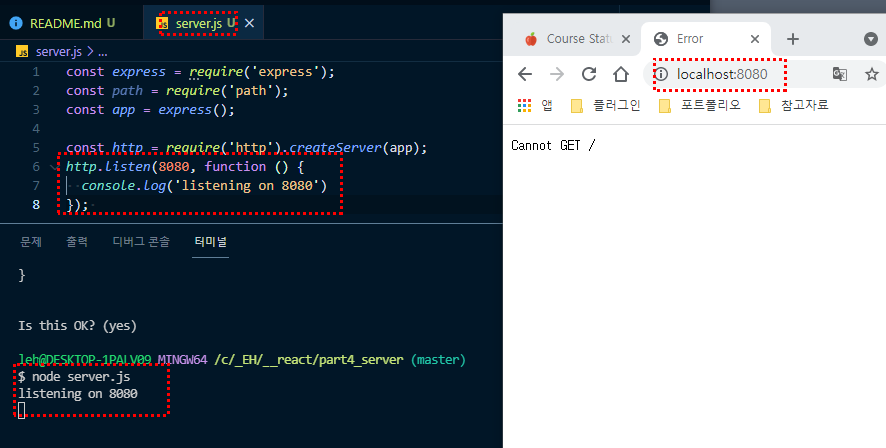 README.md U
server.js U
server.js > ...
1 const express = require('express');
2 const path = require('path');
3 const app = express();
4
5 const http = require('http').createServer(app);
6 http.listen(8080, function () {
7 console.log('listening on 8080')
8 });
문제 출력 디버그 콘솔 터미널
}
Is this OK? (yes)
leh@DESKTOP-1PALV09 MINGW64 /c/_EH/__react/part4_server (master)
$ node server.js
listening on 8080
Course Statu
Error
localhost:8080
앱 플러그인 포트폴리오 참고자료
Cannot GET /